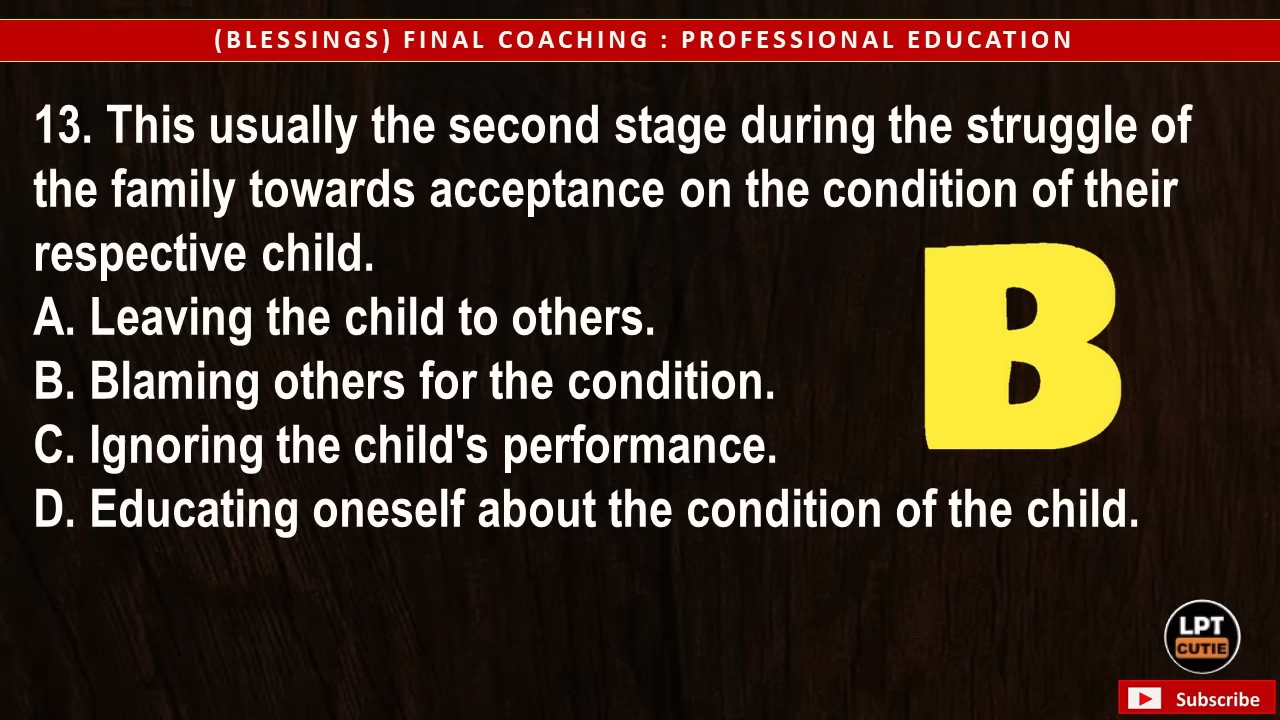 (BLESSINGS) FINAL COACHING : PROFESSIONAL EDUCATION
13. This usually the second stage during the struggle of
the family towards acceptance on the condition of their
respective child.
A. Leaving the child to others.
B. Blaming others for the condition.
C. Ignoring the child's performance.
D. Educating oneself about the condition of the child.
B
LPT
CUTIE
Subscribe